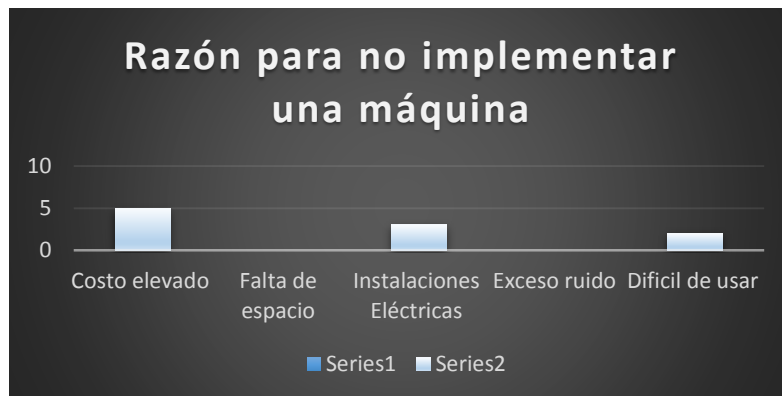 Razón para no implementar
una máquina
10
5
0
Costo elevado Falta de espacio Instalaciones Eléctricas Exceso ruido Dificil de usar
Series1 Series2